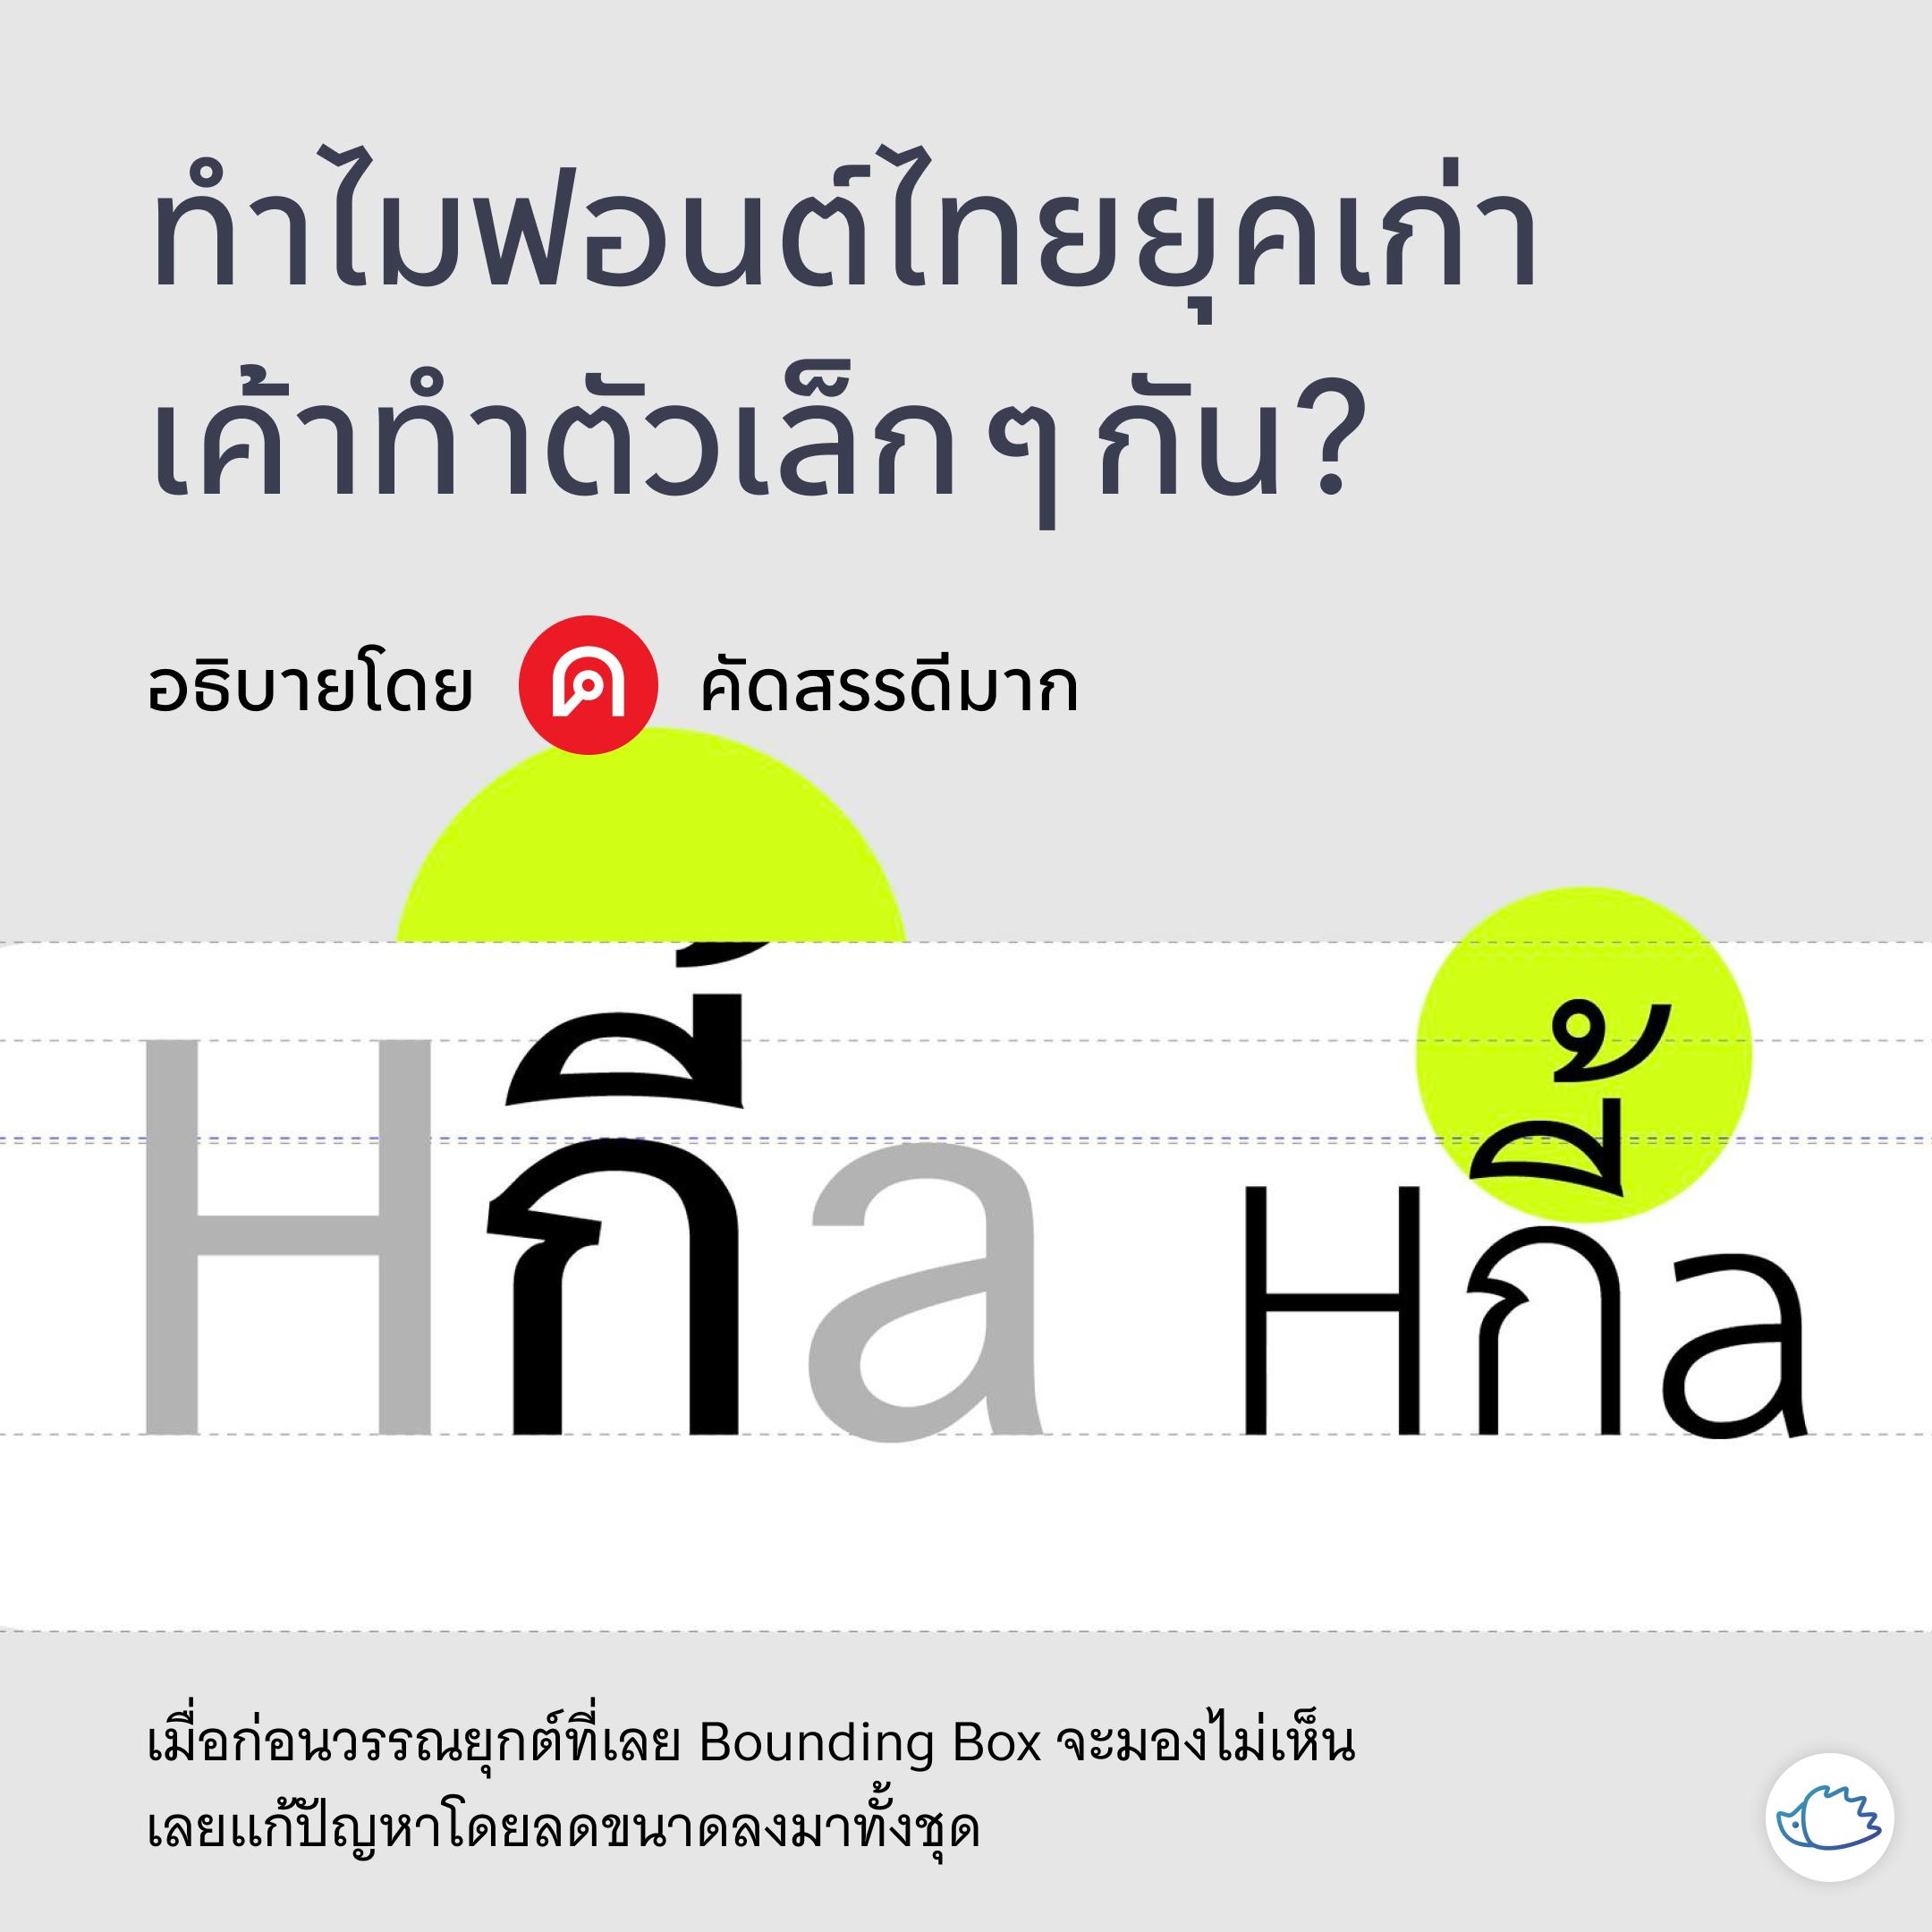 ทำไมฟอนต์ไทยยุคเก่า
เค้าทำตัวเล็ก ๆ กัน?
อธิบายโดย ค คัดสรรดีมาก
Hกี้a Hกี้a
เมื่อก่อนวรรณยุกต์ที่เลย Bounding Box จะมองไม่เห็น
เลยแก้ปัญหาโดยลดขนาดลงมาทั้งชุด